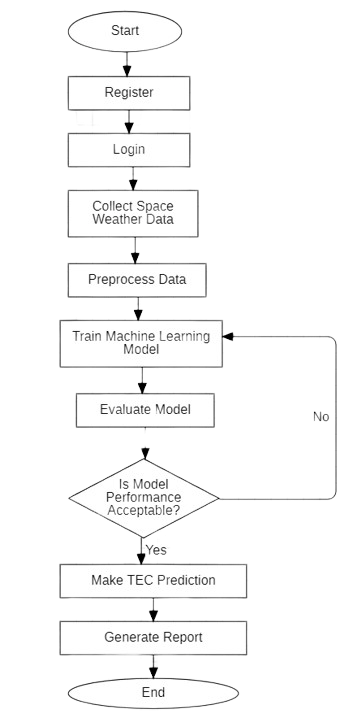 Start
Register
Login
Collect Space
Weather Data
Preprocess Data
Train Machine Learning
Model
Evaluate Model
No
Is Model
Performance
Acceptable?
Yes
Make TEC Prediction
Generate Report
End